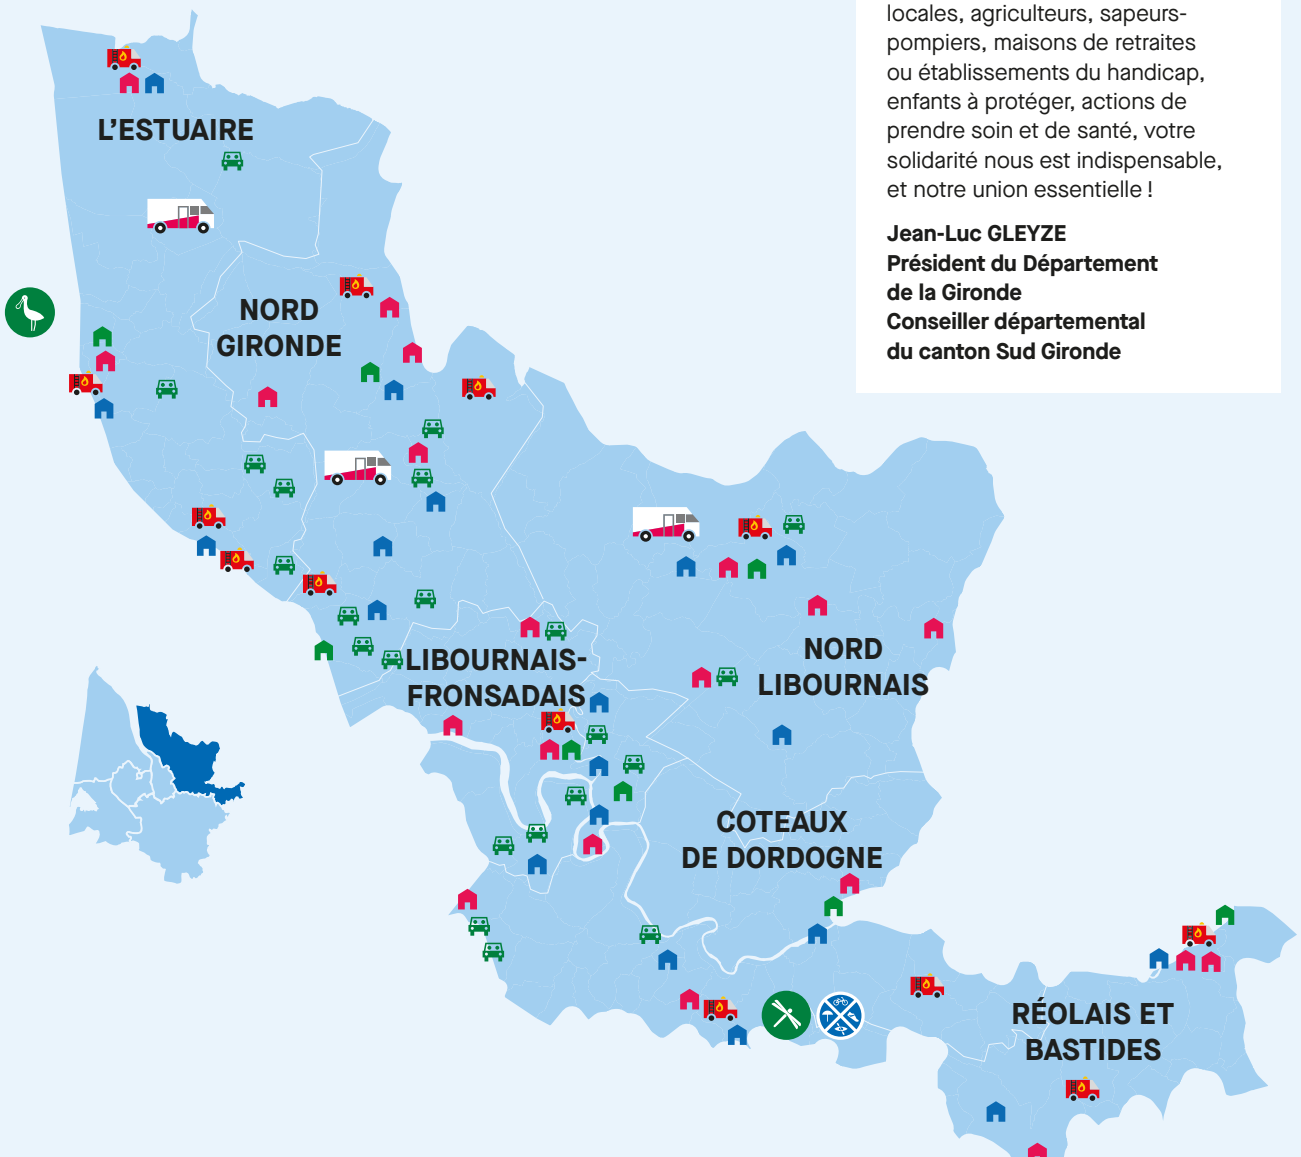 locales, agriculteurs, sapeurs-
pompiers, maisons de retraites
ou établissements du handicap,
enfants à protéger, actions de
prendre soin et de santé, votre
solidarité nous est indispensable,
et notre union essentielle !
Jean-Luc GLEYZE
Président du Département
de la Gironde
Conseiller départemental
du canton Sud Gironde
L'ESTUAIRE
NORD
GIRONDE
LIBOURNAIS-
FRONSADAIS
NORD
LIBOURNAIS
COTEAUX
DE DORDOGNE
RÉOLAIS ET
BASTIDES